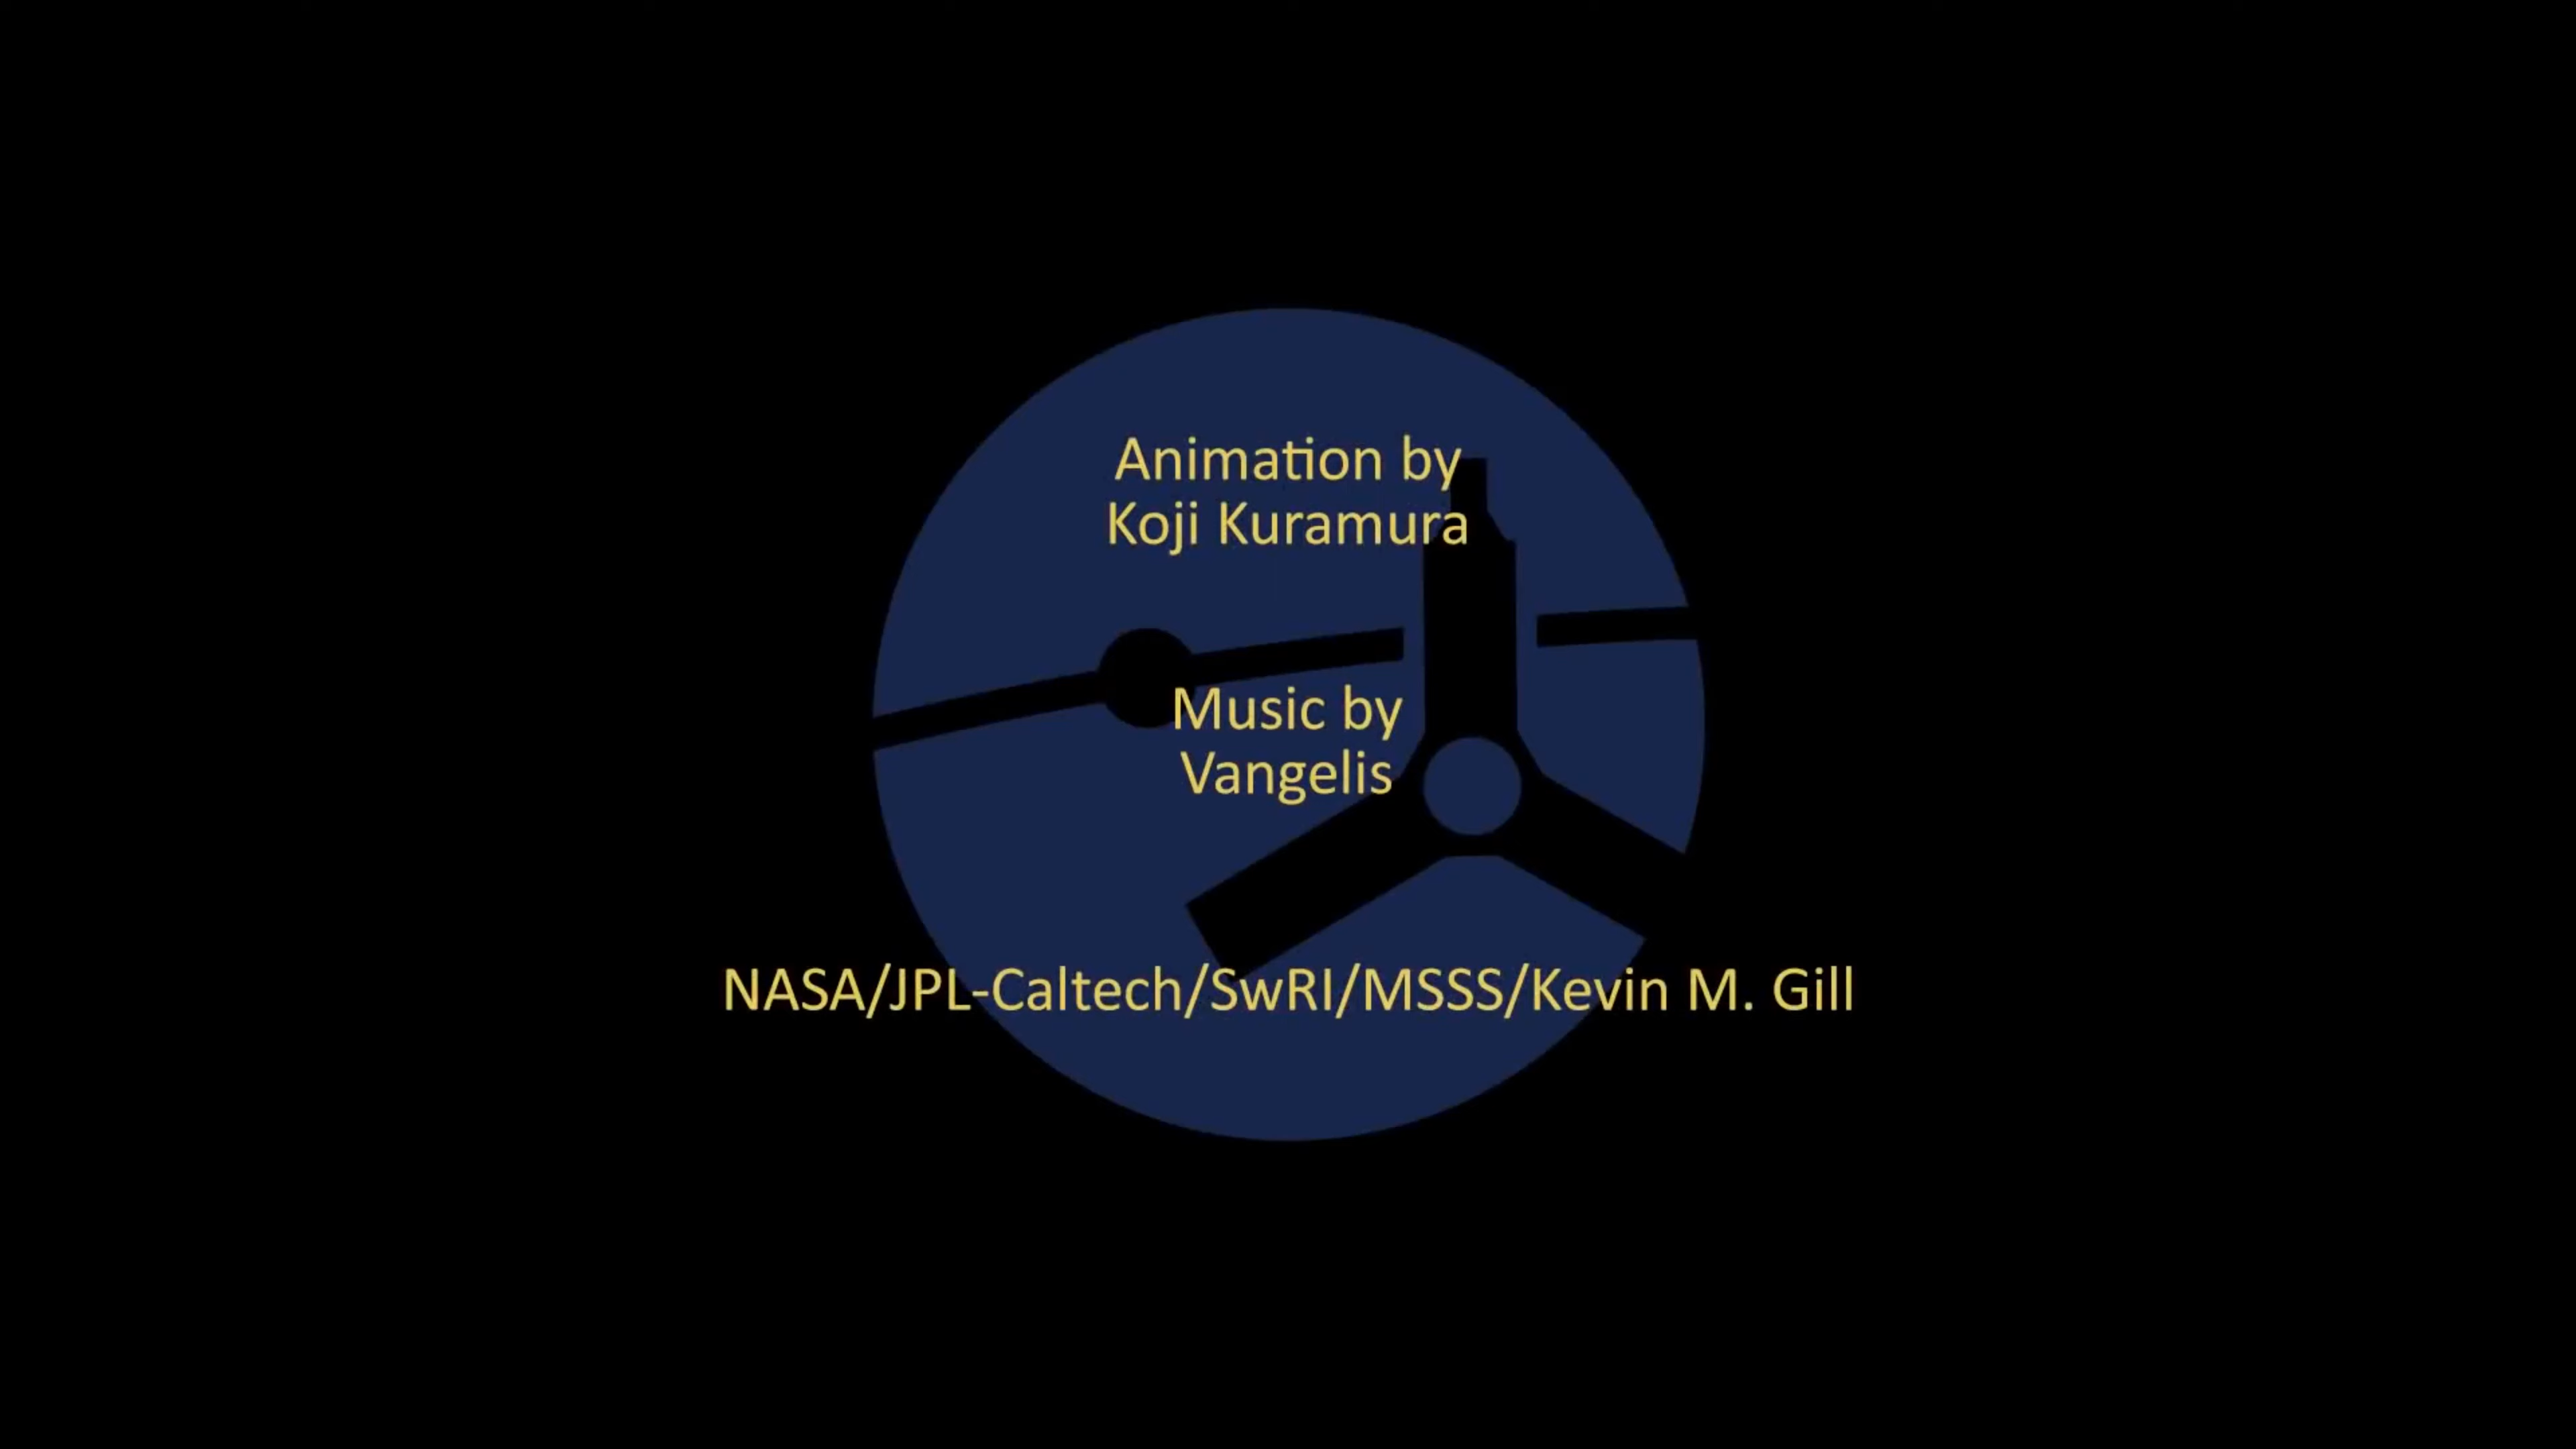 Animation by
Koji Kuramura
Music by
Vangelis
NASA/JPL-Caltech/SwRI/MSSS/Kevin M. Gill